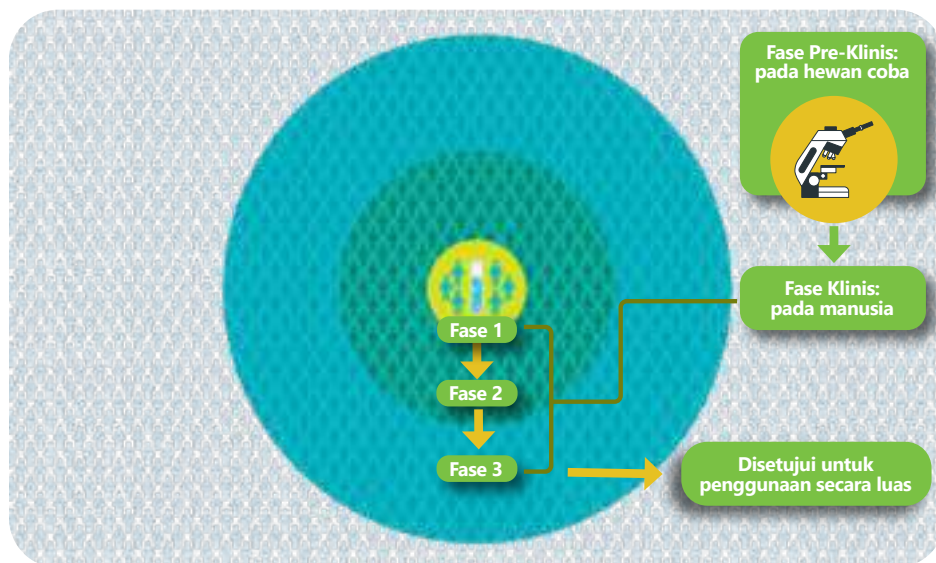 Fase Pre-Klinis:
pada hewan coba
Fase Klinis:
pada manusia
Fase 1
Fase 2
Fase 3
Disetujui untuk
penggunaan secara luas